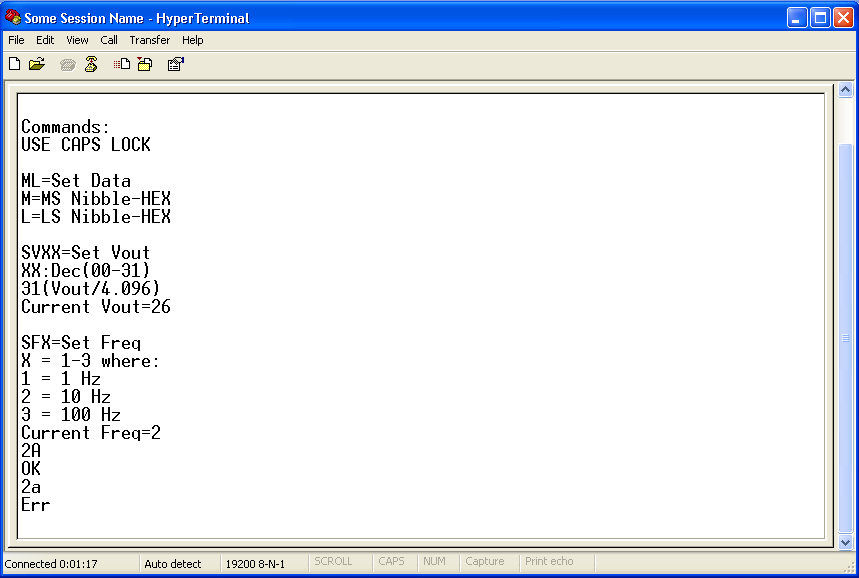 Some Session Name - HyperTerminal
File Edit View Call Transfer Help
Commands:
USE CAPS LOCK
ML=Set Data
M=MS Nibble-HEX
L=LS Nibble-HEX
SVXX=Set Vout
XX:Dec(00-31)
31(Vout/4.096)
Current Vout=26
SFX=Set Freq
X = 1-3 where:
1 = 1 Hz
2 = 10 Hz
3 = 100 Hz
Current Freq=2
2A
OK
2a
Err
Connected 0:01:17 Auto detect 19200 8-N-1 SCROLL CAPS NUM Capture Print echo